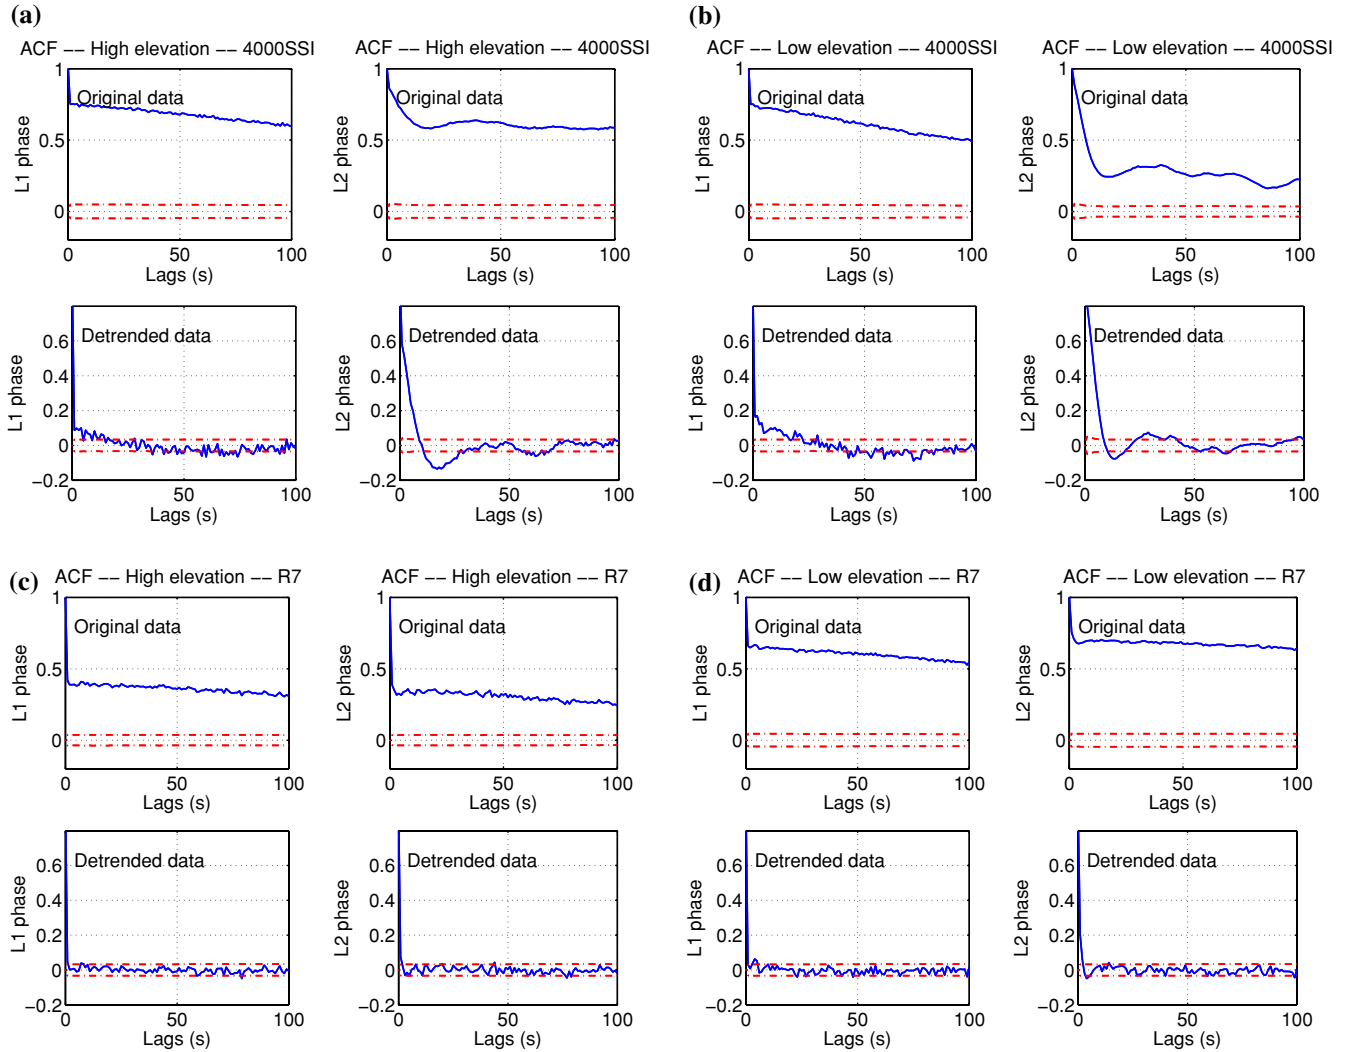 (a)
(b)
ACF −− High elevation −− 4000SSI
ACF −− High elevation −− 4000SSI
ACF −− Low elevation −− 4000SSI
ACF −− Low elevation −− 4000SSI
1
0.5
0
L1 phase
Original data
0 50 100
Lags (s)
1
0.5
0
L2 phase
Original data
0 50 100
Lags (s)
1
0.5
0
L1 phase
Original data
0 50 100
Lags (s)
1
0.5
0
L2 phase
Original data
0 50 100
Lags (s)
0.6
0.4
0.2
0
−0.2
L1 phase
Detrended data
0 50 100
Lags (s)
0.6
0.4
0.2
0
−0.2
L2 phase
Detrended data
0 50 100
Lags (s)
0.6
0.4
0.2
0
−0.2
L1 phase
Detrended data
0 50 100
Lags (s)
0.6
0.4
0.2
0
−0.2
L2 phase
Detrended data
0 50 100
Lags (s)
(c)
ACF −− High elevation −− R7
ACF −− High elevation −− R7
(d)
ACF −− Low elevation −− R7
ACF −− Low elevation −− R7
1
0.5
0
L1 phase
Original data
0 50 100
Lags (s)
1
0.5
0
L2 phase
Original data
0 50 100
Lags (s)
1
0.5
0
L1 phase
Original data
0 50 100
Lags (s)
1
0.5
0
L2 phase
Original data
0 50 100
Lags (s)
0.6
0.4
0.2
0
−0.2
L1 phase
Detrended data
0 50 100
Lags (s)
0.6
0.4
0.2
0
−0.2
L2 phase
Detrended data
0 50 100
Lags (s)
0.6
0.4
0.2
0
−0.2
L1 phase
Detrended data
0 50 100
Lags (s)
0.6
0.4
0.2
0
−0.2
L2 phase
Detrended data
0 50 100
Lags (s)